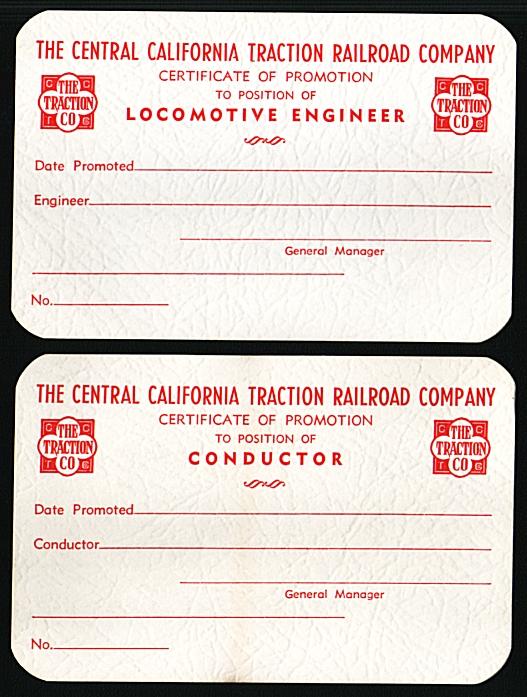 THE CENTRAL CALIFORNIA TRACTION RAILROAD COMPANY
CERTIFICATE OF PROMOTION
TO POSITION OF
LOCOMOTIVE ENGINEER
C C
THE
TRACTION
CO
T
C C
THE
TRACTION
CO
T
Date Promoted
Engineer
General Manager
No.
THE CENTRAL CALIFORNIA TRACTION RAILROAD COMPANY
CERTIFICATE OF PROMOTION
TO POSITION OF
CONDUCTOR
C C
THE
TRACTION
CO
T
C C
THE
TRACTION
CO
T
Date Promoted
Conductor
General Manager
No.